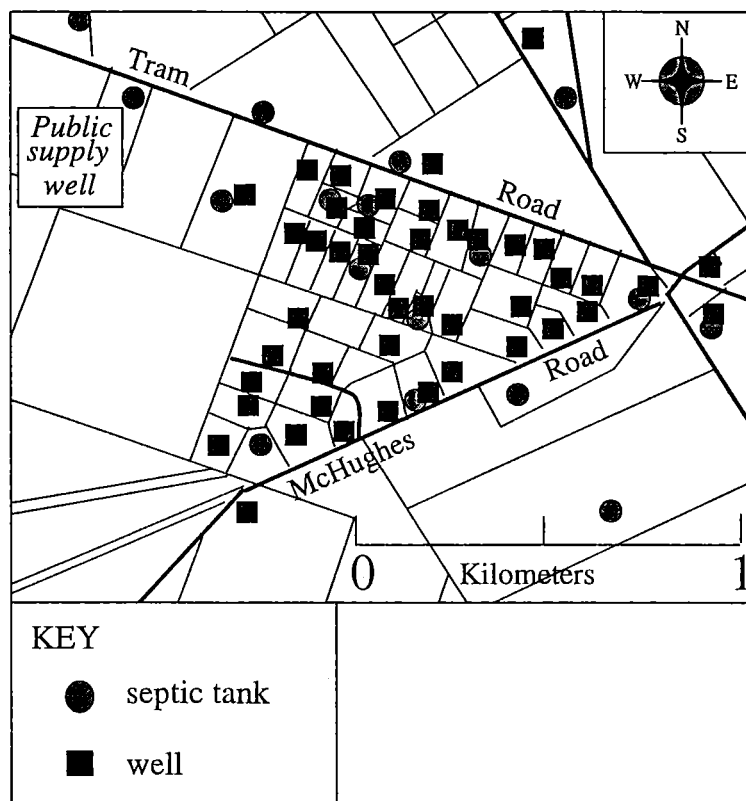 Tram
Public
supply
well
N
W E
S
Road
Road
McHughes
0 Kilometers 1
KEY
septic tank
well